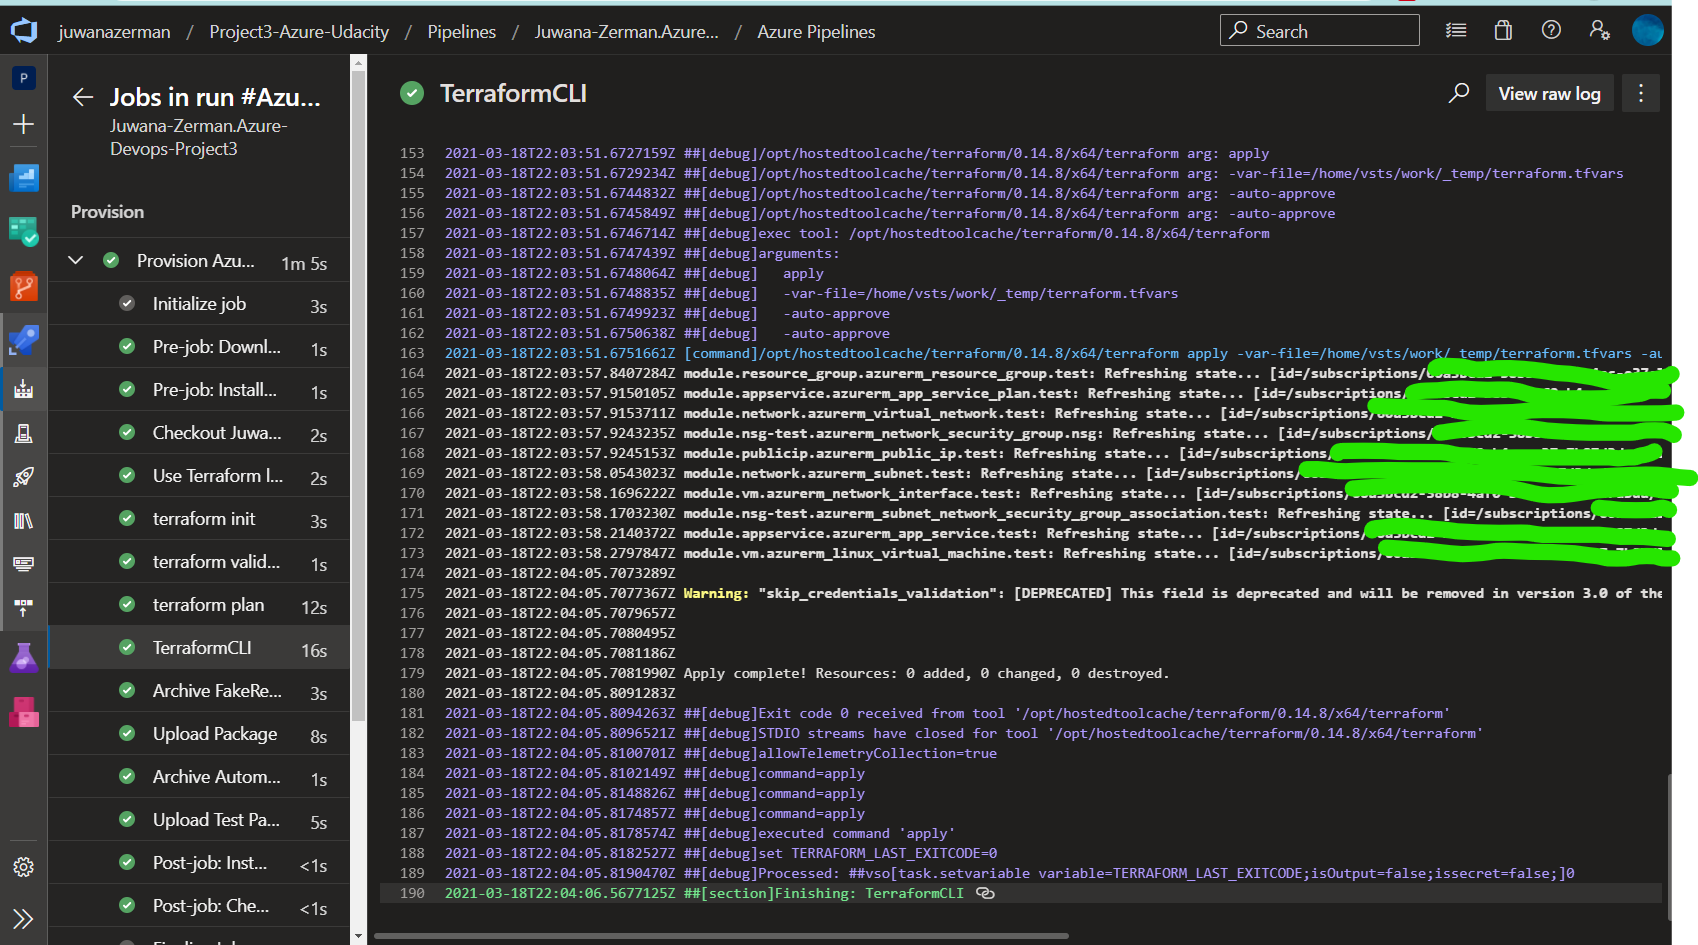 juwanazerman / Project3-Azure-Udacity / Pipelines / Juwana-Zerman.Azure... / Azure Pipelines
Search
P
Jobs in run #Azu...
Juwana-Zerman.Azure-
Devops-Project3
Provision
Provision Azu... 1m 5s
Initialize job 3s
Pre-job: Downl... 1s
Pre-job: Install... 1s
Checkout Juwa... 2s
Use Terraform l... 2s
terraform init 3s
terraform valid... 1s
terraform plan 12s
TerraformCLI 16s
Archive FakeRe... 3s
Upload Package 8s
Archive Autom... 1s
Upload Test Pa... 5s
Post-job: Inst... <1s
Post-job: Che... <1s
TerraformCLI
View raw log
153 2021-03-18T22:03:51.6727159Z ##[debug]/opt/hostedtoolcache/terraform/0.14.8/x64/terraform arg: apply
154 2021-03-18T22:03:51.6729234Z ##[debug]/opt/hostedtoolcache/terraform/0.14.8/x64/terraform arg: -var-file=/home/vsts/work/_temp/terraform.tfvars
155 2021-03-18T22:03:51.6744832Z ##[debug]/opt/hostedtoolcache/terraform/0.14.8/x64/terraform arg: -auto-approve
156 2021-03-18T22:03:51.6745849Z ##[debug]/opt/hostedtoolcache/terraform/0.14.8/x64/terraform arg: -auto-approve
157 2021-03-18T22:03:51.6746714Z ##[debug]exec tool: /opt/hostedtoolcache/terraform/0.14.8/x64/terraform
158 2021-03-18T22:03:51.6747439Z ##[debug]arguments:
159 2021-03-18T22:03:51.6748064Z ##[debug] apply
160 2021-03-18T22:03:51.6748835Z ##[debug] -var-file=/home/vsts/work/_temp/terraform.tfvars
161 2021-03-18T22:03:51.6749923Z ##[debug] -auto-approve
162 2021-03-18T22:03:51.6750638Z ##[debug] -auto-approve
163 2021-03-18T22:03:51.6751661Z [command]/opt/hostedtoolcache/terraform/0.14.8/x64/terraform apply -var-file=/home/vsts/work/_temp/terraform.tfvars -au
164 2021-03-18T22:03:57.8407284Z module.resource_group.azurerm_resource_group.test: Refreshing state... [id=/subscriptions/
165 2021-03-18T22:03:57.9150105Z module.appservice.azurerm_app_service_plan.test: Refreshing state... [id=/subscriptions/
166 2021-03-18T22:03:57.9153711Z module.network.azurerm_virtual_network.test: Refreshing state... [id=/subscriptions/
167 2021-03-18T22:03:57.9243235Z module.nsg-test.azurerm_network_security_group.nsg: Refreshing state... [id=/subscriptions/
168 2021-03-18T22:03:57.9245153Z module.publicip.azurerm_public_ip.test: Refreshing state... [id=/subscriptions/
169 2021-03-18T22:03:58.0543023Z module.network.azurerm_subnet.test: Refreshing state... [id=/subscriptions/
170 2021-03-18T22:03:58.1696222Z module.vm.azurerm_network_interface.test: Refreshing state... [id=/subscriptions/
171 2021-03-18T22:03:58.1703230Z module.nsg-test.azurerm_subnet_network_security_group_association.test: Refreshing state... [id=/subscriptions/
172 2021-03-18T22:03:58.2140372Z module.appservice.azurerm_app_service.test: Refreshing state... [id=/subscriptions/
173 2021-03-18T22:03:58.2797847Z module.vm.azurerm_linux_virtual_machine.test: Refreshing state... [id=/subscriptions/
174 2021-03-18T22:04:05.7073289Z
175 2021-03-18T22:04:05.7077367Z Warning: "skip_credentials_validation": [DEPRECATED] This field is deprecated and will be removed in version 3.0 of the
176 2021-03-18T22:04:05.7079657Z
177 2021-03-18T22:04:05.7080495Z
178 2021-03-18T22:04:05.7081186Z
179 2021-03-18T22:04:05.7081990Z Apply complete! Resources: 0 added, 0 changed, 0 destroyed.
180 2021-03-18T22:04:05.8091283Z
181 2021-03-18T22:04:05.8094263Z ##[debug]Exit code 0 received from tool '/opt/hostedtoolcache/terraform/0.14.8/x64/terraform'
182 2021-03-18T22:04:05.8096521Z ##[debug]STDIO streams have closed for tool '/opt/hostedtoolcache/terraform/0.14.8/x64/terraform'
183 2021-03-18T22:04:05.8100701Z ##[debug]allowTelemetryCollection=true
184 2021-03-18T22:04:05.8102149Z ##[debug]command=apply
185 2021-03-18T22:04:05.8148826Z ##[debug]command=apply
186 2021-03-18T22:04:05.8174857Z ##[debug]command=apply
187 2021-03-18T22:04:05.8178574Z ##[debug]executed command 'apply'
188 2021-03-18T22:04:05.8182527Z ##[debug]set TERRAFORM_LAST_EXITCODE=0
189 2021-03-18T22:04:05.8190470Z ##[debug]Processed: ##vso[task.setvariable variable=TERRAFORM_LAST_EXITCODE;isOutput=false;issecret=false;]0
190 2021-03-18T22:04:06.5677125Z ##[section]Finishing: TerraformCLI